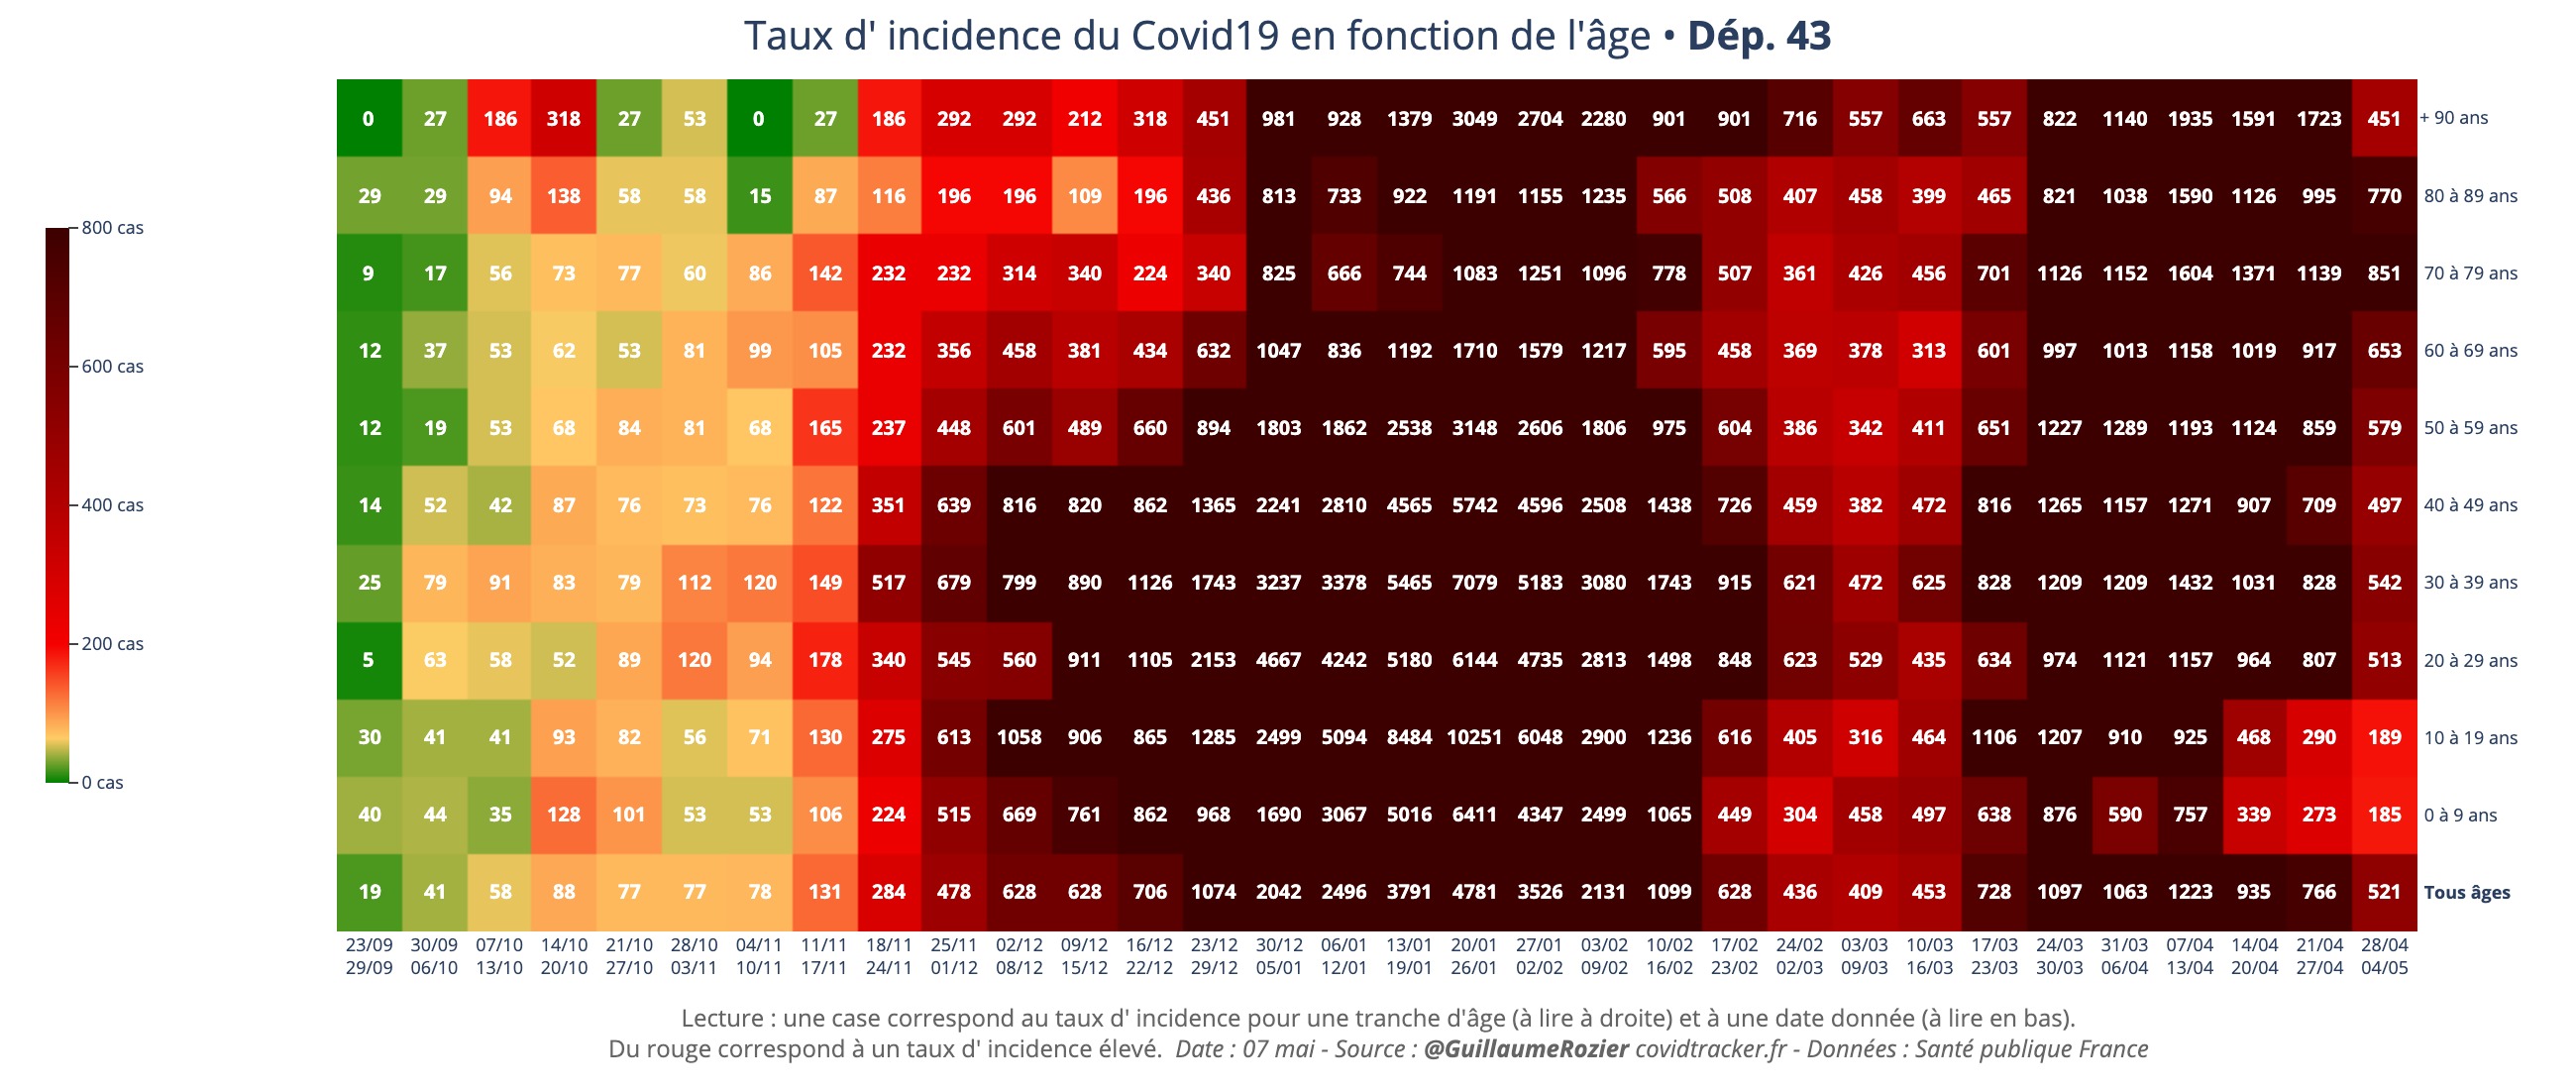 Taux d' incidence du Covid19 en fonction de l'âge • Dép. 43
800 cas
600 cas
400 cas
200 cas
0 cas
0 27 186 318 27 53 0 27 186 292 292 212 318 451 981 928 1379 3049 2704 2280 901 901 716 557 663 557 822 1140 1935 1591 1723 451 + 90 ans
29 29 94 138 58 58 15 87 116 196 196 109 196 436 813 733 922 1191 1155 1235 566 508 407 458 399 465 821 1038 1590 1126 995 770 80 à 89 ans
9 17 56 73 77 60 86 142 232 232 314 340 224 340 825 666 744 1083 1251 1096 778 507 361 426 456 701 1126 1152 1604 1371 1139 851 70 à 79 ans
12 37 53 62 53 81 99 105 232 356 458 381 434 632 1047 836 1192 1710 1579 1217 595 458 369 378 313 601 997 1013 1158 1019 917 653 60 à 69 ans
12 19 53 68 84 81 68 165 237 448 601 489 660 894 1803 1862 2538 3148 2606 1806 975 604 386 342 411 651 1227 1289 1193 1124 859 579 50 à 59 ans
14 52 42 87 76 73 76 122 351 639 816 820 862 1365 2241 2810 4565 5742 4596 2508 1438 726 459 382 472 816 1265 1157 1271 907 709 497 40 à 49 ans
25 79 91 83 79 112 120 149 517 679 799 890 1126 1743 3237 3378 5465 7079 5183 3080 1743 915 621 472 625 828 1209 1209 1432 1031 828 542 30 à 39 ans
5 63 58 52 89 120 94 178 340 545 560 911 1105 2153 4667 4242 5180 6144 4735 2813 1498 848 623 529 435 634 974 1121 1157 964 807 513 20 à 29 ans
30 41 41 93 82 56 71 130 275 613 1058 906 865 1285 2499 5094 8484 10251 6048 2900 1236 616 405 316 464 1106 1207 910 925 468 290 189 10 à 19 ans
40 44 35 128 101 53 53 106 224 515 669 761 862 968 1690 3067 5016 6411 4347 2499 1065 449 304 458 497 638 876 590 757 339 273 185 0 à 9 ans
19 41 58 88 77 77 78 131 284 478 628 628 706 1074 2042 2496 3791 4781 3526 2131 1099 628 436 409 453 728 1097 1063 1223 935 766 521 Tous âges
23/09 30/09 07/10 14/10 21/10 28/10 04/11 11/11 18/11 25/11 02/12 09/12 16/12 23/12 30/12 06/01 13/01 20/01 27/01 03/02 10/02 17/02 24/02 03/03 10/03 17/03 24/03 31/03 07/04 14/04 21/04 28/04
29/09 06/10 13/10 20/10 27/10 03/11 10/11 17/11 24/11 01/12 08/12 15/12 22/12 29/12 05/01 12/01 19/01 26/01 02/02 09/02 16/02 23/02 02/03 09/03 16/03 23/03 30/03 06/04 13/04 20/04 27/04 04/05
Lecture : une case correspond au taux d' incidence pour une tranche d'âge (à lire à droite) et à une date donnée (à lire en bas).
Du rouge correspond à un taux d' incidence élevé. Date : 07 mai - Source : @GuillaumeRozier covidtracker.fr - Données : Santé publique France